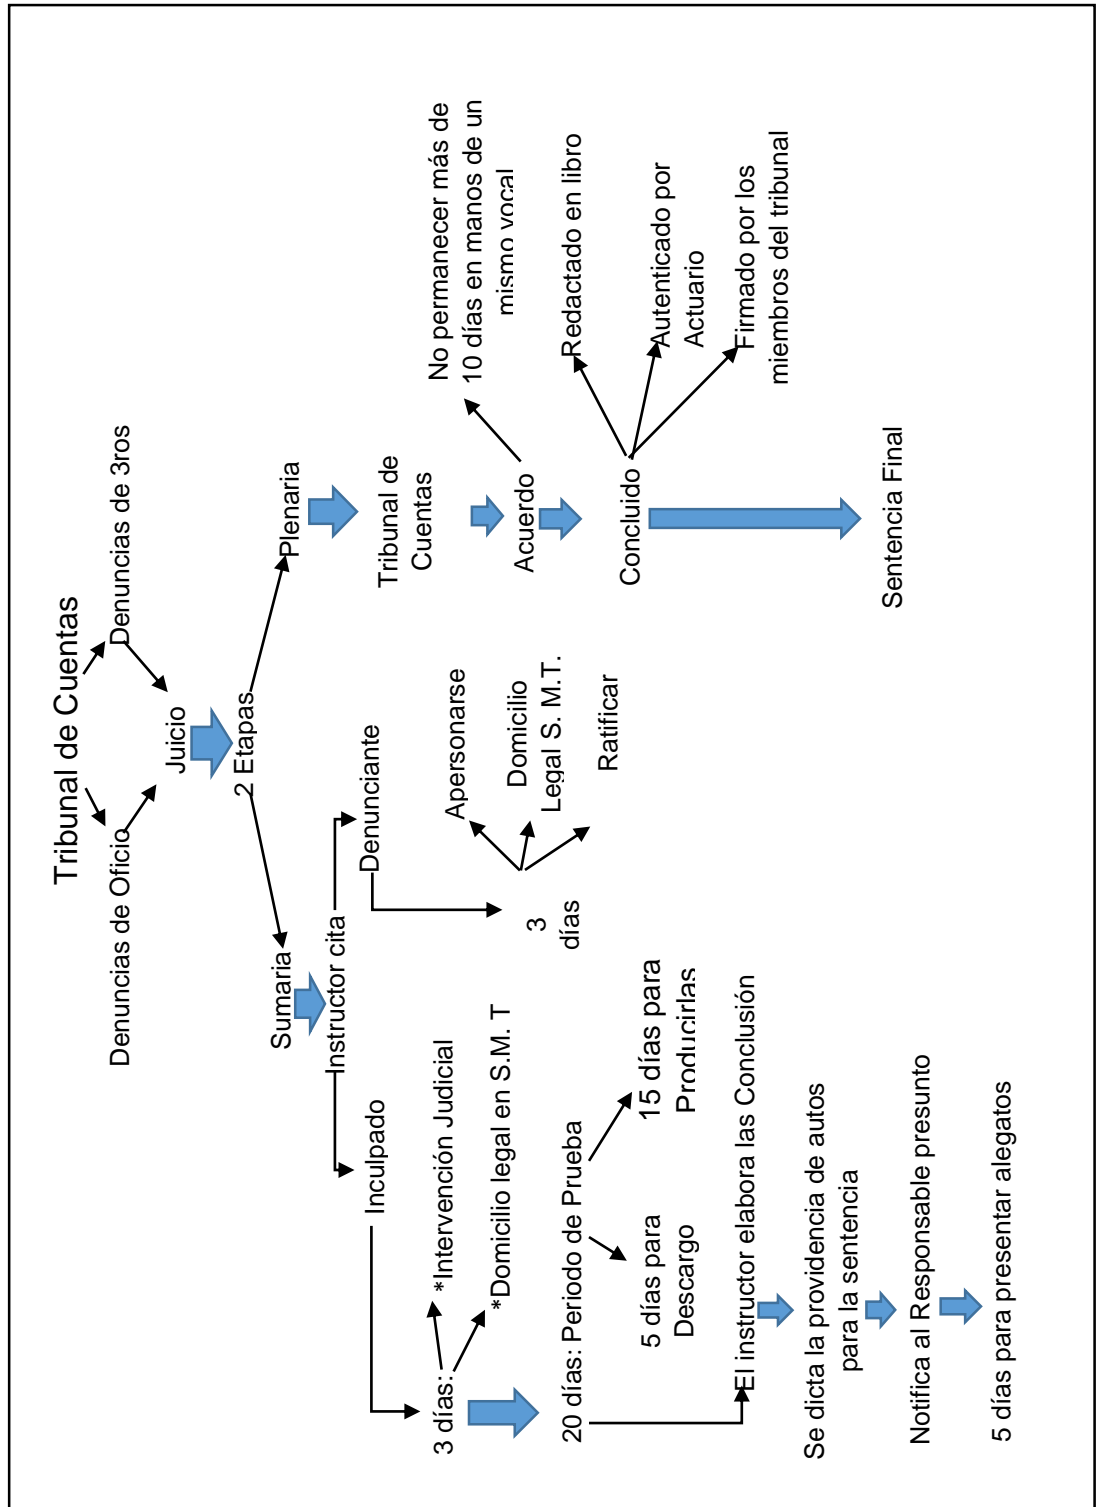 Tribunal de Cuentas
Denuncias de Oficio
Denuncias de 3ros
Juicio
2 Etapas
Sumaria
Instructor cita
Inculpado
3 días:
*Intervención Judicial
*Domicilio legal en S.M. T
20 días: Periodo de Prueba
5 días para
Descargo
15 días para
Producirlas
El instructor elabora las Conclusión
Se dicta la providencia de autos
para la sentencia
Notifica al Responsable presunto
5 días para presentar alegatos
Denunciante
3
días
Apersonarse
Domicilio
Legal S. M.T.
Ratificar
Plenaria
Tribunal de
Cuentas
Acuerdo
No permanecer más de
10 días en manos de un
mismo vocal
Concluido
Redactado en libro
Autenticado por
Actuario
Firmado por los
miembros del tribunal
Sentencia Final